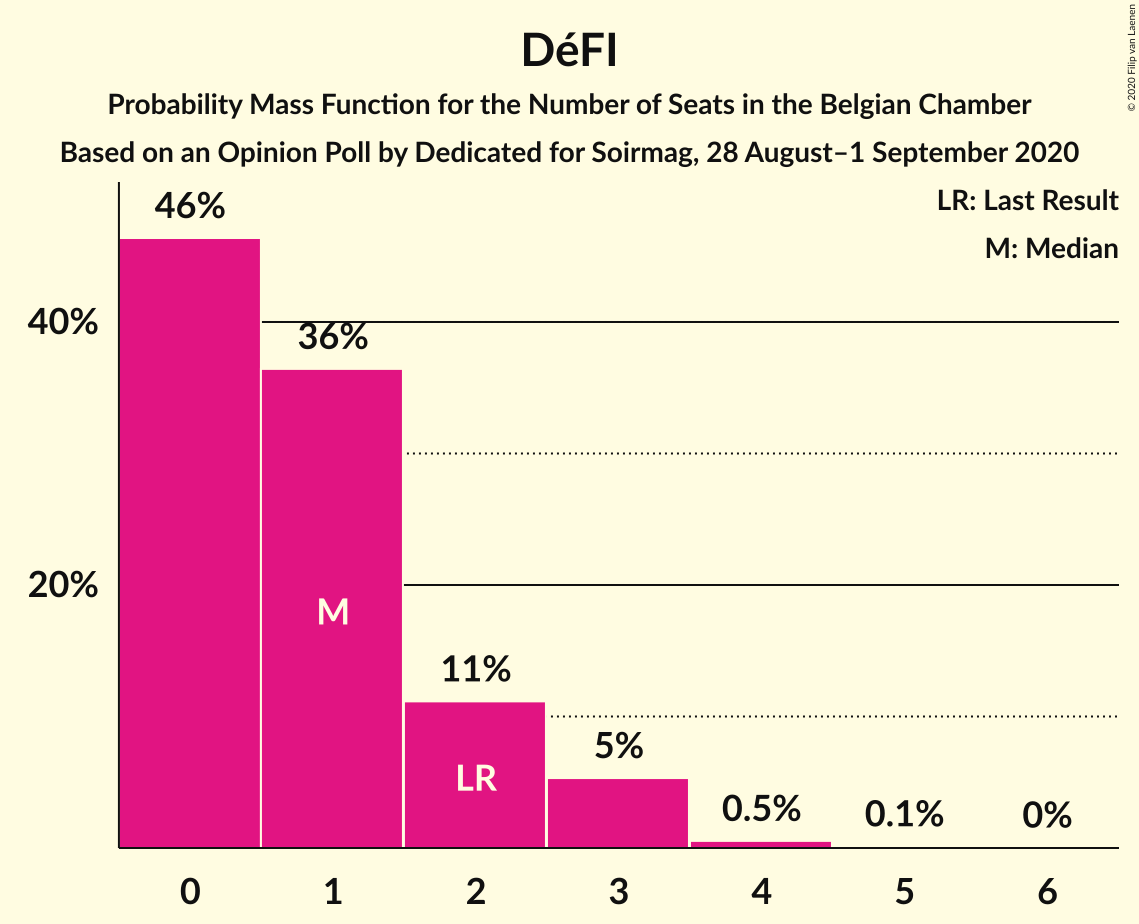 DéFI
Probability Mass Function for the Number of Seats in the Belgian Chamber
Based on an Opinion Poll by Dedicated for Soirmag, 28 August–1 September 2020
LR: Last Result
M: Median
46%
40%
36%
20%
M
11%
LR
5%
0.5%
0.1%
0%
0 1 2 3 4 5 6
© 2020 Filip van Laenen